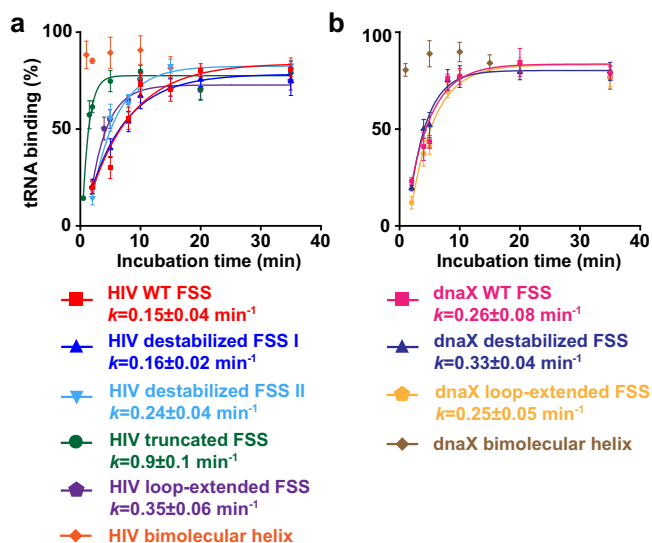 a
b
tRNA binding (%)
100
50
0
0 10 20 30 40
Incubation time (min)
100
50
0
0 10 20 30 40
Incubation time (min)
HIV WT FSS
k=0.15±0.04 min⁻¹
HIV destabilized FSS I
k=0.16±0.02 min⁻¹
HIV destabilized FSS II
k=0.24±0.04 min⁻¹
HIV truncated FSS
k=0.9±0.1 min⁻¹
HIV loop-extended FSS
k=0.35±0.06 min⁻¹
HIV bimolecular helix
dnaX WT FSS
k=0.26±0.08 min⁻¹
dnaX destabilized FSS
k=0.33±0.04 min⁻¹
dnaX loop-extended FSS
k=0.25±0.05 min⁻¹
dnaX bimolecular helix